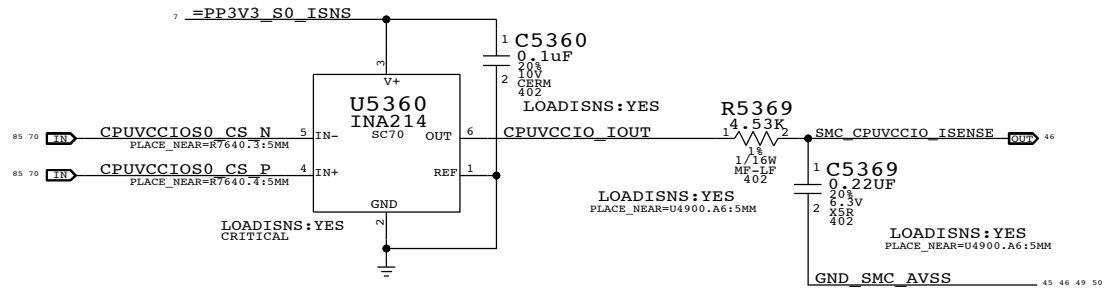 7 =PP3V3_S0_ISNS
1 C5360
0.1uF
20%
10V
2 CERM
402
3
V+
U5360
INA214
SC70
LOADISNS:YES
85 70 IN CPUVCCIOS0_CS_N 5 IN- OUT 6 CPUVCCIO_IOUT
PLACE_NEAR=R7640.3:5MM
85 70 IN CPUVCCIOS0_CS_P 4 IN+ REF 1
PLACE_NEAR=R7640.4:5MM
GND
2
LOADISNS:YES
CRITICAL
R5369
4.53K
1 2 SMC_CPUVCCIO_ISENSE OUT 46
1%
1/16W
MF-LF
402
LOADISNS:YES
PLACE_NEAR=U4900.A6:5MM
1 C5369
0.22UF
20%
6.3V
2 X5R
402
LOADISNS:YES
PLACE_NEAR=U4900.A6:5MM
GND_SMC_AVSS 45 46 49 50